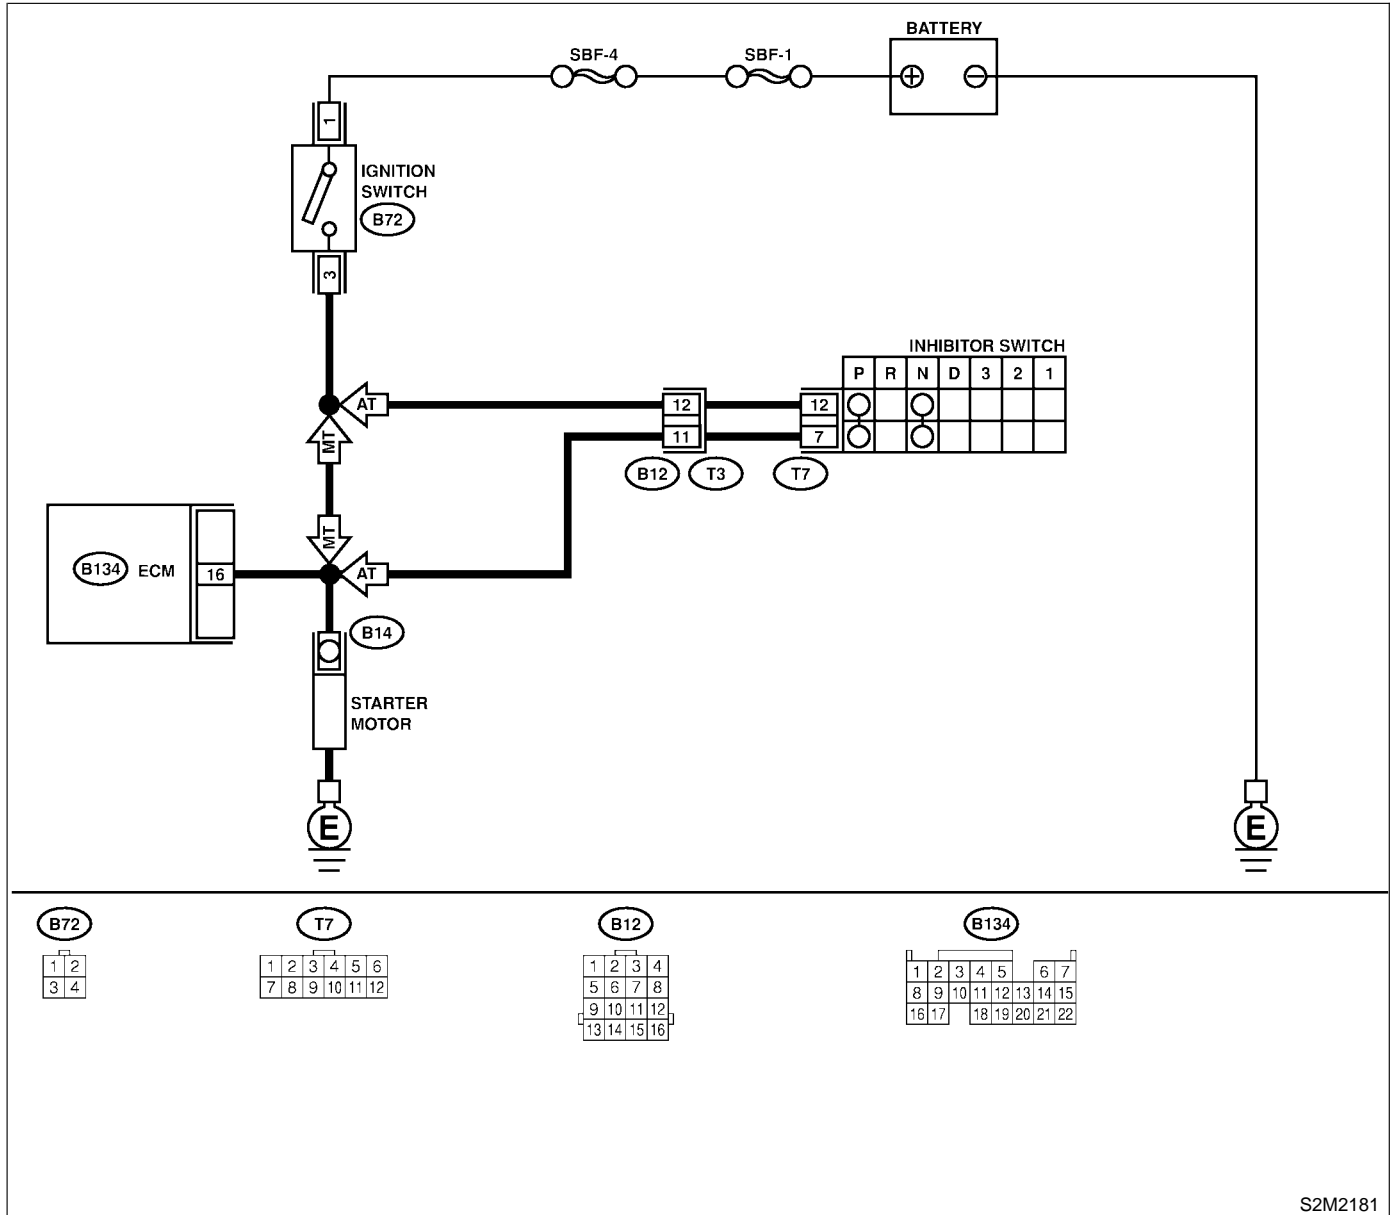 BATTERY
SBF-4
SBF-1
1
IGNITION
SWITCH
B72
3
INHIBITOR SWITCH
P R N D 3 2 1
AT
12
12
11
7
MT
B12
T3
T7
MT
B134
ECM
16
AT
B14
STARTER
MOTOR
E
E
B72
T7
B12
B134
1 2
3 4
1 2 3 4 5 6
7 8 9 10 11 12
1 2 3 4
5 6 7 8
9 10 11 12
13 14 15 16
1 2 3 4 5 6 7
8 9 10 11 12 13 14 15
16 17 18 19 20 21 22
S2M2181